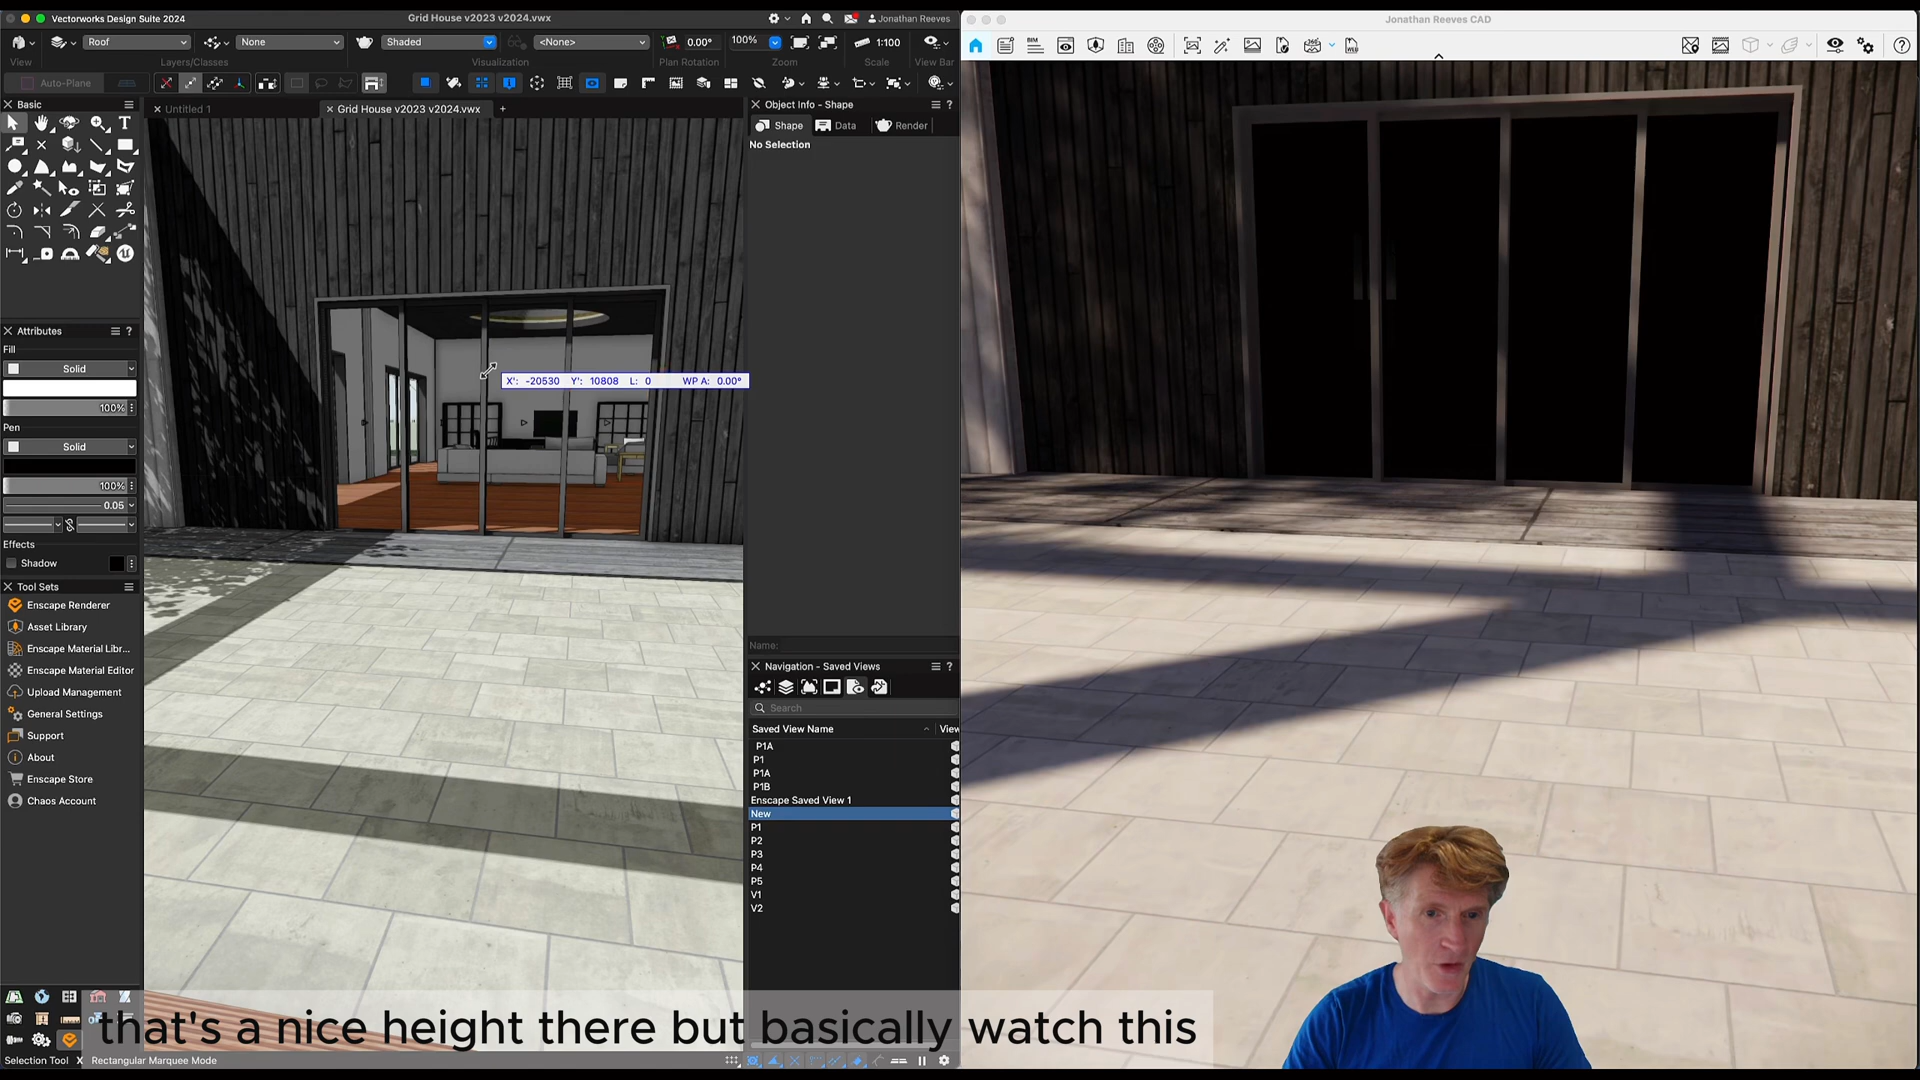 Vectorworks Design Suite 2024
Grid House v2023 v2024.vwx
Jonathan Reeves
Jonathan Reeves CAD
Roof
None
Shaded
<None>
0.00°
100%
1:100
View
Layers/Classes
Visualization
Plan Rotation
Zoom
Scale
View Bar
Auto-Plane
Basic
Untitled 1
Grid House v2023 v2024.vwx
Object Info - Shape
Shape
Data
Render
No Selection
Attributes
Fill
Solid
100%
Pen
Solid
100%
0.05
Effects
Shadow
X': -20530 Y': 10808 L: 0 WP A: 0.00°
Tool Sets
Enscape Renderer
Asset Library
Enscape Material Libr...
Enscape Material Editor
Upload Management
General Settings
Support
About
Enscape Store
Chaos Account
Name:
Navigation - Saved Views
Search
Saved View Name
View
P1A
P1
P1A
P1B
Enscape Saved View 1
New
P1
P2
P3
P4
P5
V1
V2
that's a nice height there but basically watch this
Selection Tool
Rectangular Marquee Mode